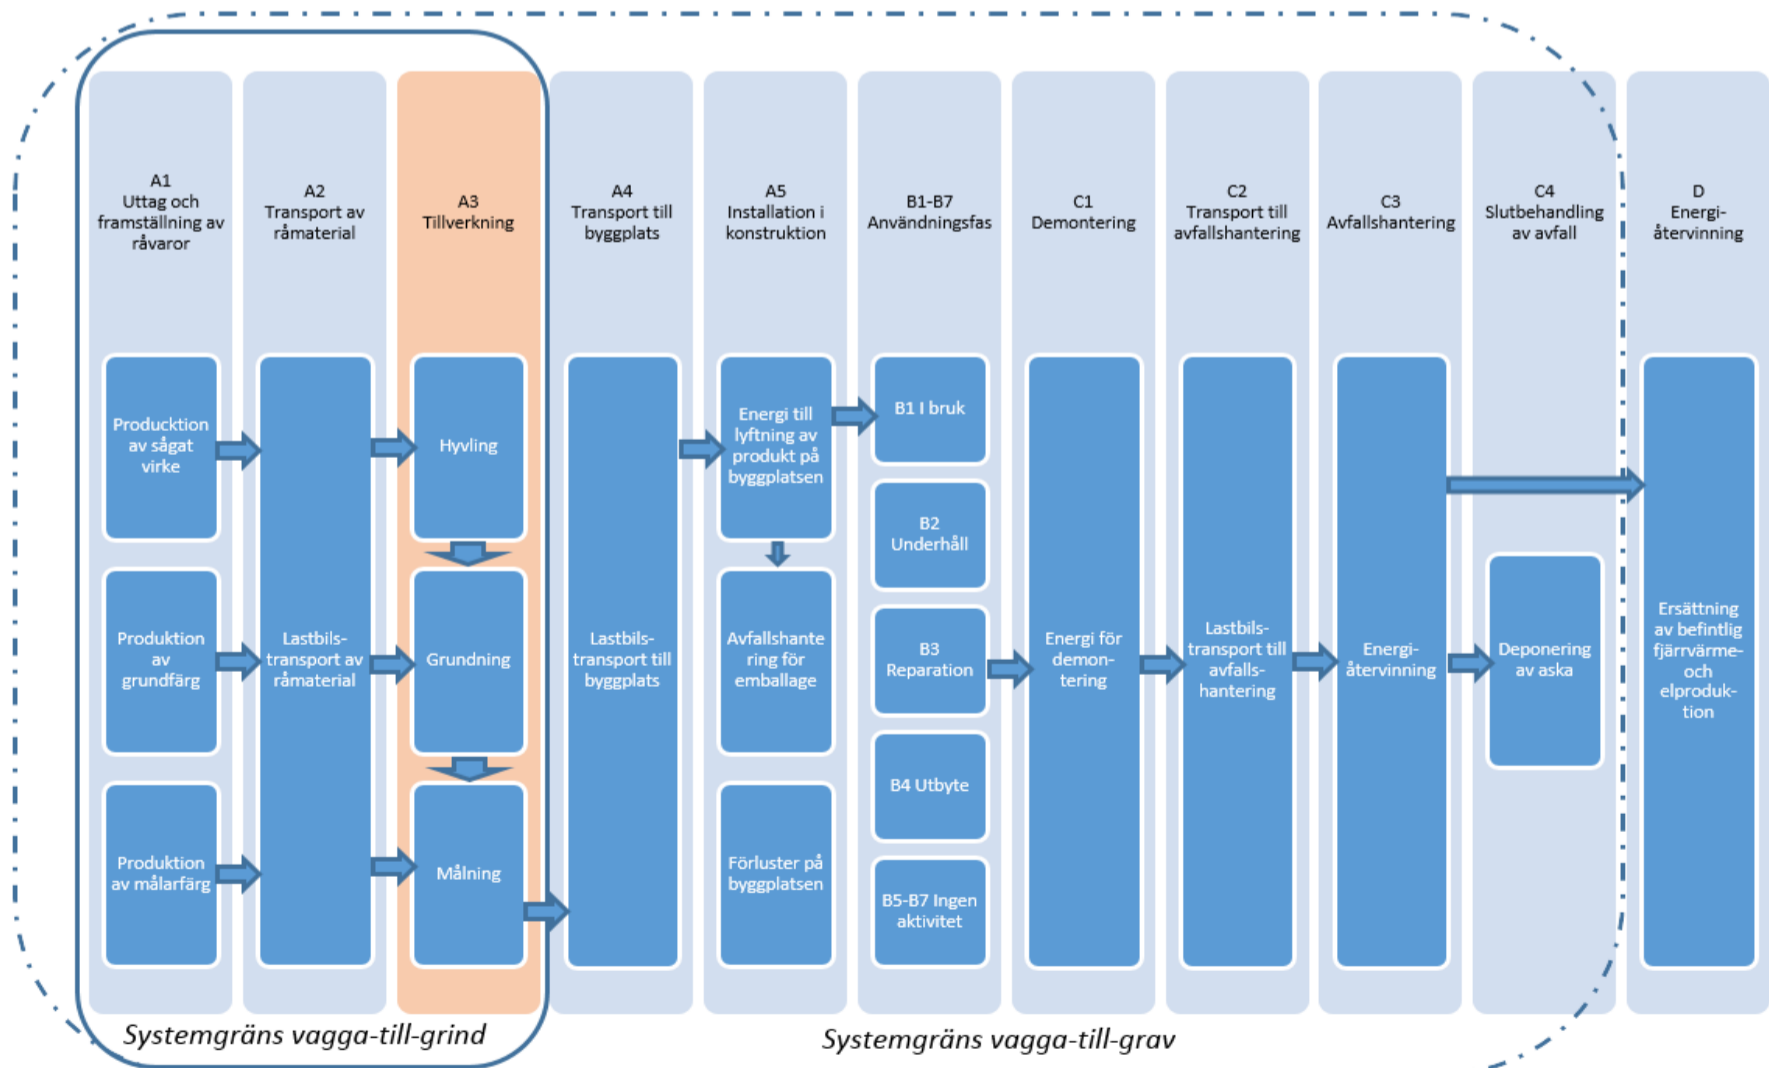 A1
Uttag och
framställning av
råvaror
A2
Transport av
råmaterial
A3
Tillverkning
A4
Transport till
byggplats
A5
Installation i
konstruktion
B1-B7
Användningsfas
C1
Demontering
C2
Transport till
avfallshantering
C3
Avfallshantering
C4
Slutbehandling
av avfall
D
Energi-
återvinning
Producktion
av sågat
virke
Produktion
av
grundfärg
Produktion
av målarfärg
Lastbils-
transport av
råmaterial
Hyvling
Grundning
Målning
Lastbils-
transport till
byggplats
Energi till
lyftning av
produkt på
byggplatsen
Avfallshante
ring för
emballage
Förluster på
byggplatsen
B1 I bruk
B2
Underhåll
B3
Reparation
B4 Utbyte
B5-B7 Ingen
aktivitet
Energi för
demon-
tering
Lastbils-
transport till
avfalls-
hantering
Energi-
återvinning
Deponering
av aska
Ersättning
av befintlig
fjärrvärme-
och
elproduk-
tion
Systemgräns vagga-till-grind
Systemgräns vagga-till-grav